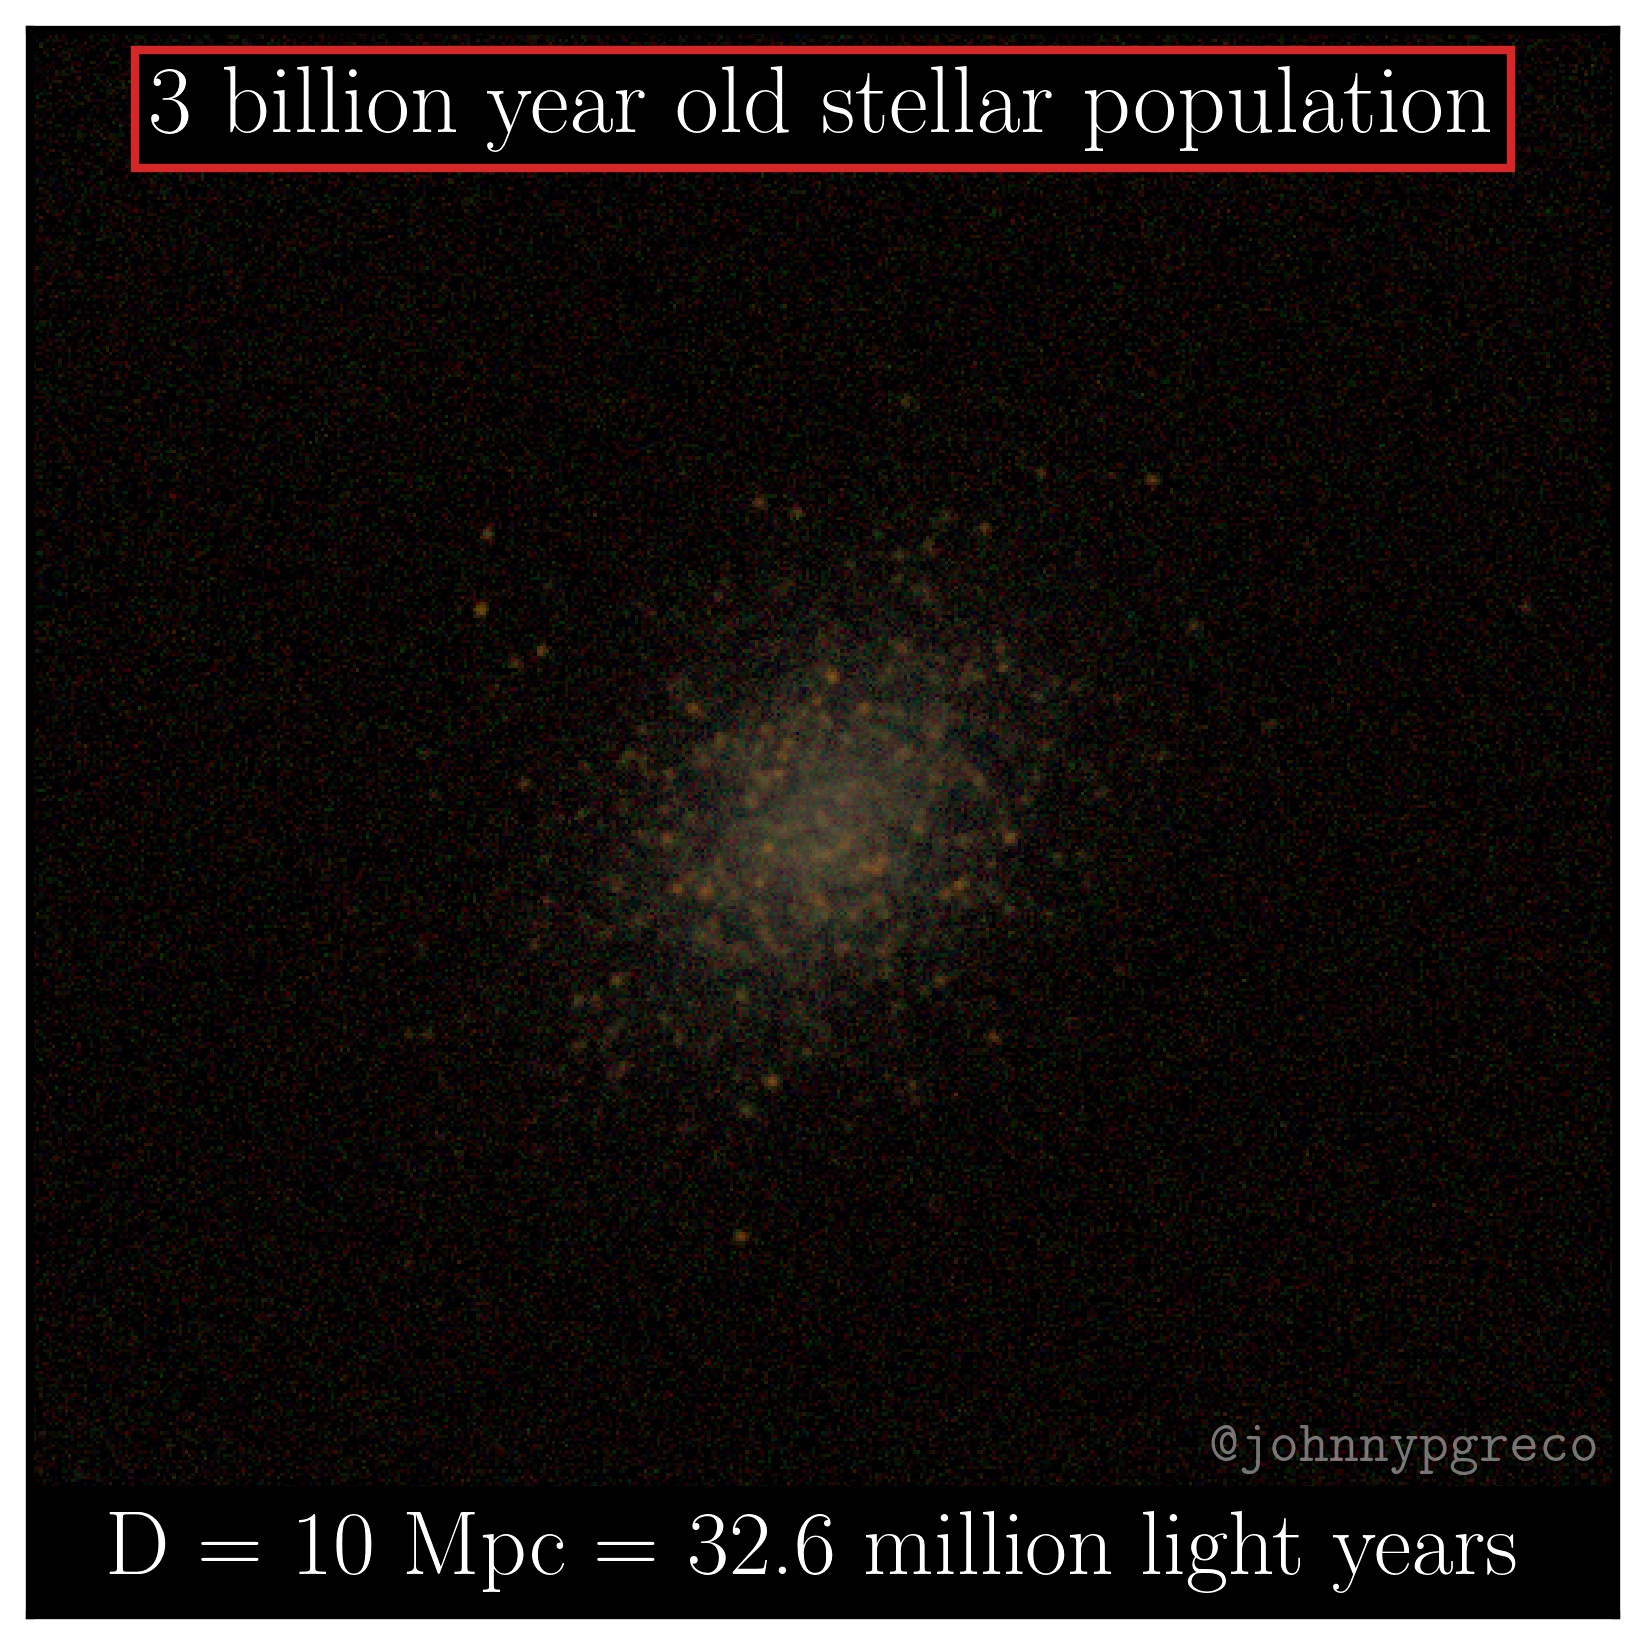 3 billion year old stellar population
@johnnypgreco
D = 10 Mpc = 32.6 million light years